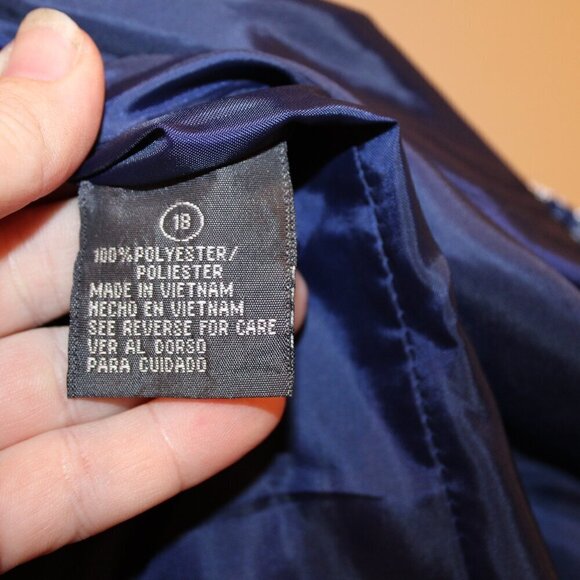 18
100% POLYESTER/
POLIESTER
MADE IN VIETNAM
HECHO EN VIETNAM
SEE REVERSE FOR CARE
VER AL DORSO
PARA CUIDADO